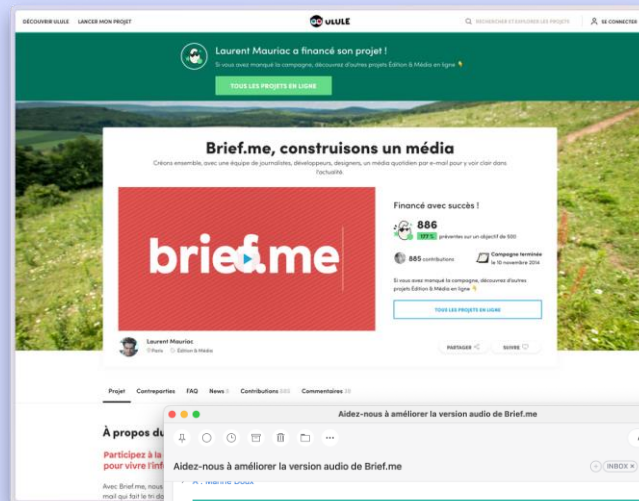 DÉCOUVRIR ULULE LANCER MON PROJET ULULE RECHERCHER ET EXPLORER LES PROJETS SE CONNECTER
Laurent Mauriac a financé son projet !
Si vous avez manqué la campagne, découvrez d'autres projets Édition & Média en ligne 👇
TOUS LES PROJETS EN LIGNE
Brief.me, construisons un média
Créons ensemble, avec une équipe de journalistes, développeurs, designers, un média quotidien par e-mail pour y voir clair dans
l'actualité.
brief.me
Financé avec succès !
886
177 % préventes sur un objectif de 500
885 contributions
Campagne terminée
le 10 novembre 2014
Si vous avez manqué la campagne, découvrez d'autres
projets Édition & Média en ligne 👇
TOUS LES PROJETS EN LIGNE
Laurent Mauriac
Paris Édition & Média
PARTAGER SUIVRE
Projet Contreparties FAQ News Contributions Commentaires
Aidez-nous à améliorer la version audio de Brief.me
À propos du
Participez à la
pour vivre l'inf
Aidez-nous à améliorer la version audio de Brief.me INBOX ×
À : Marine Doux
Avec Brief.me, nous
mail qui fait le tri da